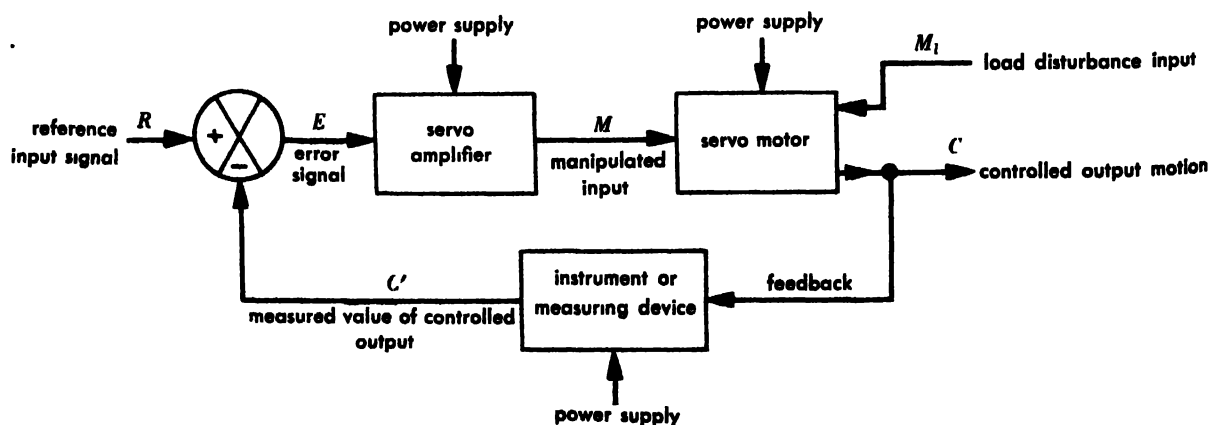 power supply
power supply
M₁
load disturbance input
reference
input signal
R
+
−
E
error
signal
servo
amplifier
M
manipulated
input
servo motor
C
controlled output motion
C'
measured value of controlled
output
instrument or
measuring device
feedback
power supply